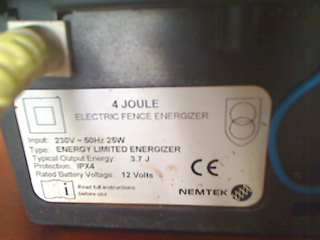 4 JOULE
ELECTRIC FENCE ENERGIZER
Input: 230V ~ 50Hz 25W
Type: ENERGY LIMITED ENERGIZER
Typical Output Energy: 3.7 J
Protection: IPX4
Rated Battery Voltage: 12 Volts
CE
i
Read full instructions
before use
NEMTEK